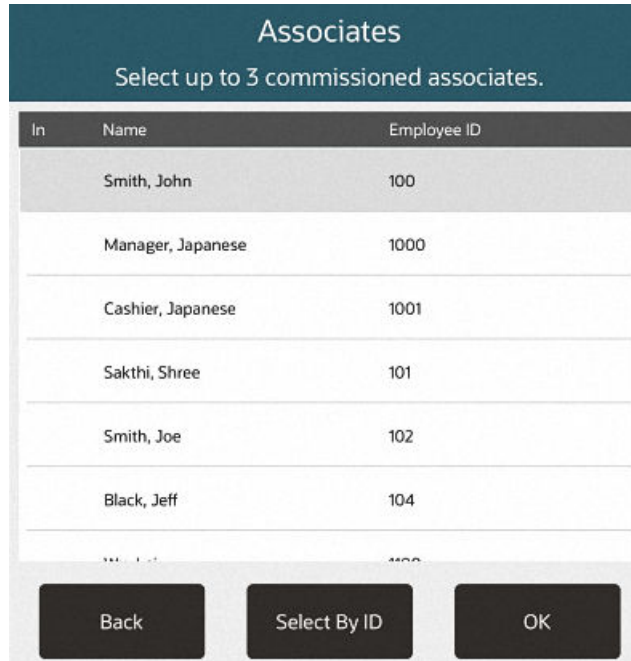 Associates
Select up to 3 commissioned associates.
In Name Employee ID
Smith, John 100
Manager, Japanese 1000
Cashier, Japanese 1001
Sakthi, Shree 101
Smith, Joe 102
Black, Jeff 104
Back Select By ID OK